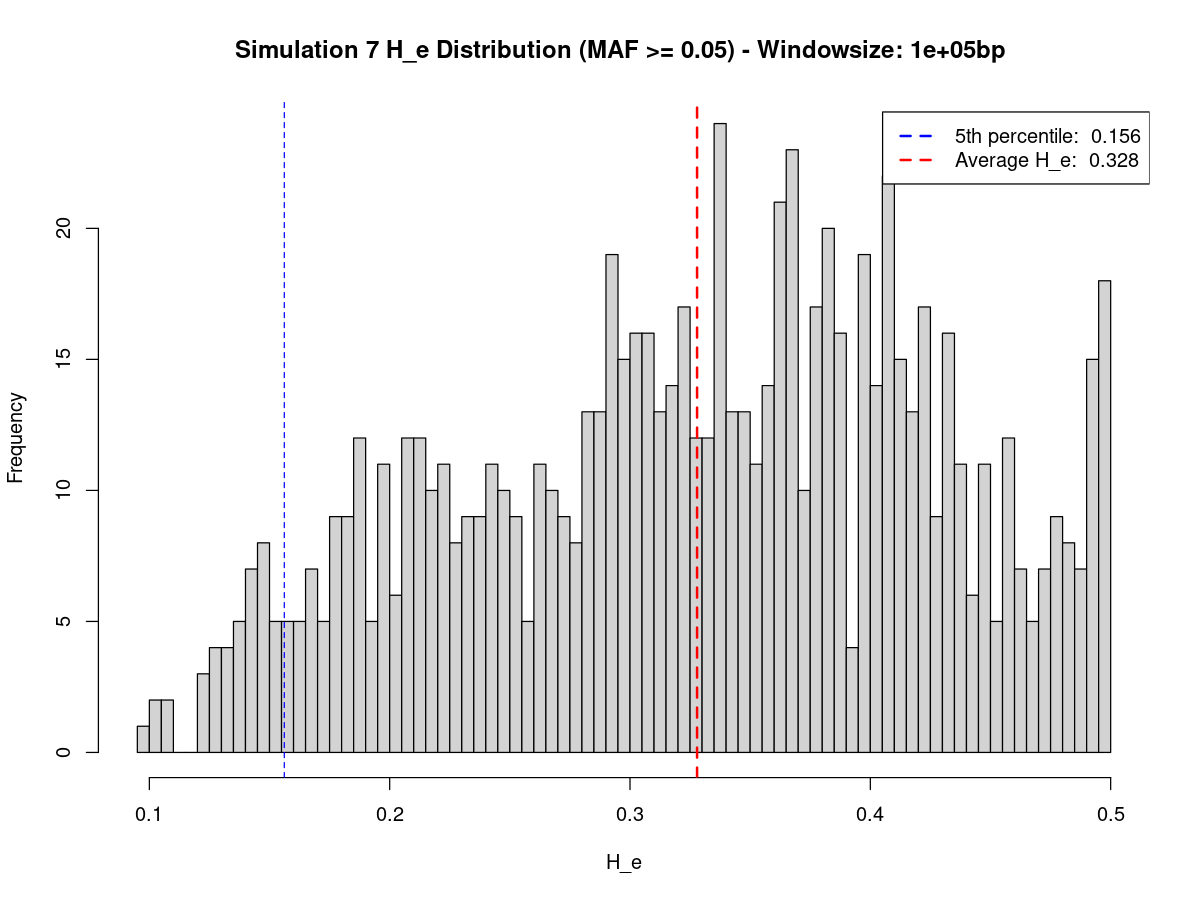 Simulation 7 H_e Distribution (MAF >= 0.05) - Windowsize: 1e+05bp
5th percentile:  0.156
Average H_e:  0.328
Frequency
20
15
10
5
0
0.1 0.2 0.3 0.4 0.5
H_e